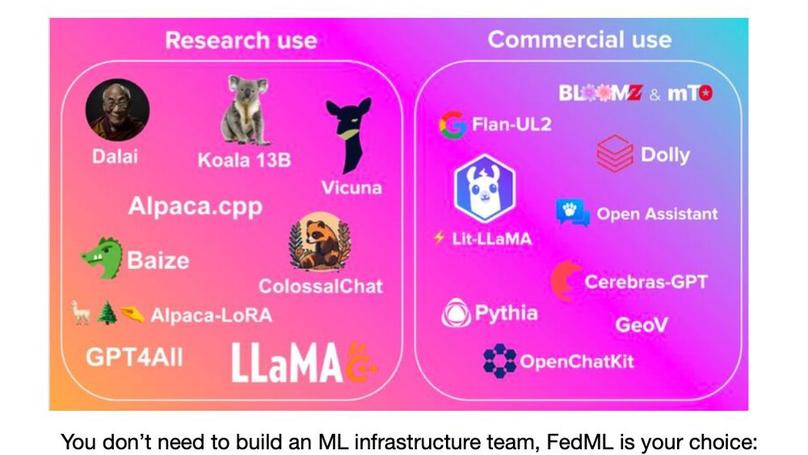 Research use
Dalai
Koala 13B
Vicuna
Alpaca.cpp
Baize
ColossalChat
Alpaca-LoRA
GPT4All
LLaMA C++
Commercial use
BLOOMZ & mT0
Flan-UL2
Dolly
Lit-LLaMA
Open Assistant
Cerebras-GPT
Pythia
GeoV
OpenChatKit
You don’t need to build an ML infrastructure team, FedML is your choice: